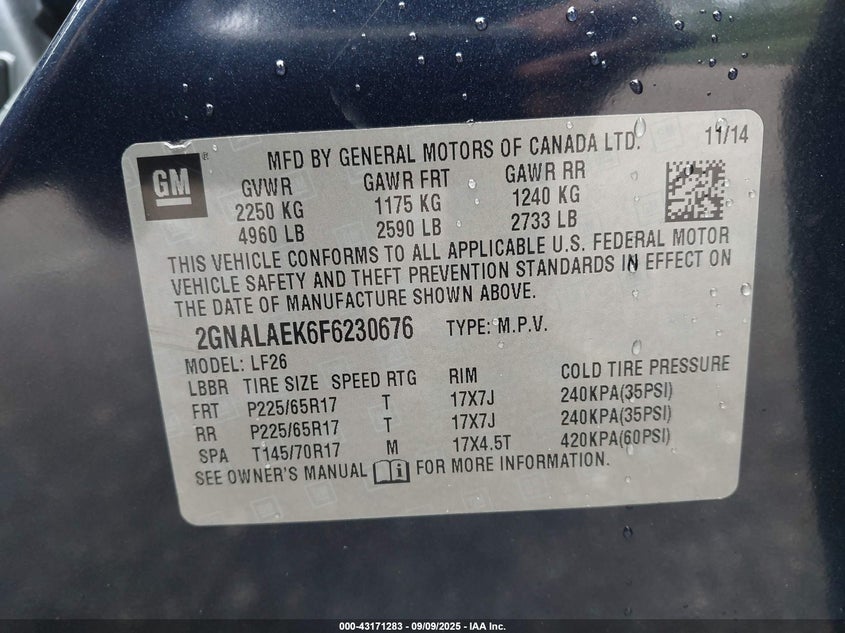 GM
MFD BY GENERAL MOTORS OF CANADA LTD. 11/14
GVWR GAWR FRT GAWR RR
2250 KG 1175 KG 1240 KG
4960 LB 2590 LB 2733 LB
THIS VEHICLE CONFORMS TO ALL APPLICABLE U.S. FEDERAL MOTOR
VEHICLE SAFETY AND THEFT PREVENTION STANDARDS IN EFFECT ON
THE DATE OF MANUFACTURE SHOWN ABOVE.
2GNALAEK6F6230676 TYPE: M.P.V.
MODEL: LF26
LBBR TIRE SIZE SPEED RTG RIM COLD TIRE PRESSURE
FRT P225/65R17 T 17X7J 240KPA(35PSI)
RR P225/65R17 T 17X7J 240KPA(35PSI)
SPA T145/70R17 M 17X4.5T 420KPA(60PSI)
SEE OWNER'S MANUAL FOR MORE INFORMATION.
000-43171283 - 09/09/2025 - IAA Inc.